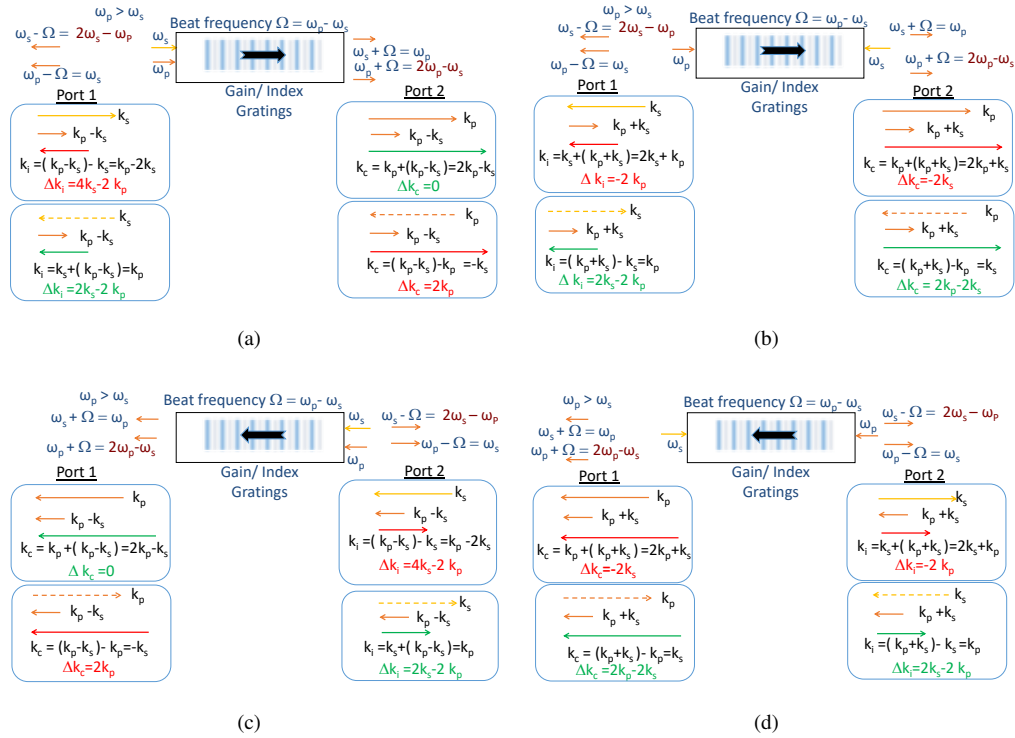 ωp > ωs
Beat frequency Ω = ωp- ωs
ωs - Ω = 2ωs – ωP
ωp – Ω = ωs
ωs
ωp
ωs + Ω = ωp
ωp + Ω = 2ωp-ωs
Gain/ Index
Gratings
Port 1
ks
kp -ks
ki =( kp-ks)- ks=kp-2ks
Δki =4ks-2 kp
ks
kp -ks
ki =ks+( kp-ks)=kp
Δki =2ks-2 kp
Port 2
kp
kp -ks
kc = kp+(kp-ks)=2kp-ks
Δkc =0
kp
kp -ks
kc =( kp-ks)-kp =-ks
Δkc =2kp
(a)
ωp > ωs
Beat frequency Ω = ωp- ωs
ωs - Ω = 2ωs – ωP
ωp – Ω = ωs
ωp
ωs
ωs + Ω = ωp
ωp + Ω = 2ωp-ωs
Gain/ Index
Gratings
Port 1
kp +ks
ki =ks+( kp+ks)=2ks+ kp
Δ ki =-2 kp
ks
kp +ks
ki =( kp+ks)- ks=kp
Δ ki =2ks-2 kp
Port 2
kp
kp +ks
kc = kp+(kp+ks)=2kp+ks
Δkc=-2ks
kp
kp +ks
kc =( kp+ks)-kp =ks
Δkc = 2kp-2ks
(b)
ωp > ωs
Beat frequency Ω = ωp- ωs
ωs + Ω = ωp
ωp + Ω = 2ωp-ωs
ωs
ωp
ωs - Ω = 2ωs – ωP
ωp – Ω = ωs
Gain/ Index
Gratings
Port 1
kp
kp -ks
kc = kp+( kp-ks) =2kp-ks
Δ kc =0
kp
kp -ks
kc = (kp-ks) – kp=-ks
Δkc=2kp
Port 2
ks
kp -ks
ki =( kp-ks)- ks =kp -2ks
Δki =4ks-2 kp
ks
kp -ks
ki =ks+( kp-ks) =kp
Δki =2ks-2 kp
(c)
ωp > ωs
Beat frequency Ω = ωp- ωs
ωs + Ω = ωp
ωp + Ω = 2ωp-ωs
ωs
ωp
ωs - Ω = 2ωs – ωP
ωp – Ω = ωs
Gain/ Index
Gratings
Port 1
kp
kp +ks
kc = kp+( kp+ks) =2kp+ks
Δkc=-2ks
kp
kp +ks
kc = (kp+ks) – kp=ks
Δkc=2kp-2ks
Port 2
ks
kp +ks
ki =ks+( kp+ks) =2ks+kp
Δki=-2 kp
ks
kp +ks
ki =( kp+ks)- ks =kp
Δki=2ks-2 kp
(d)